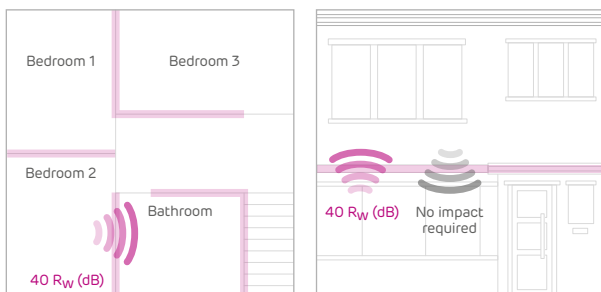 Bedroom 1
Bedroom 3
Bedroom 2
Bathroom
40 RW (dB)
40 RW (dB)
No impact
required